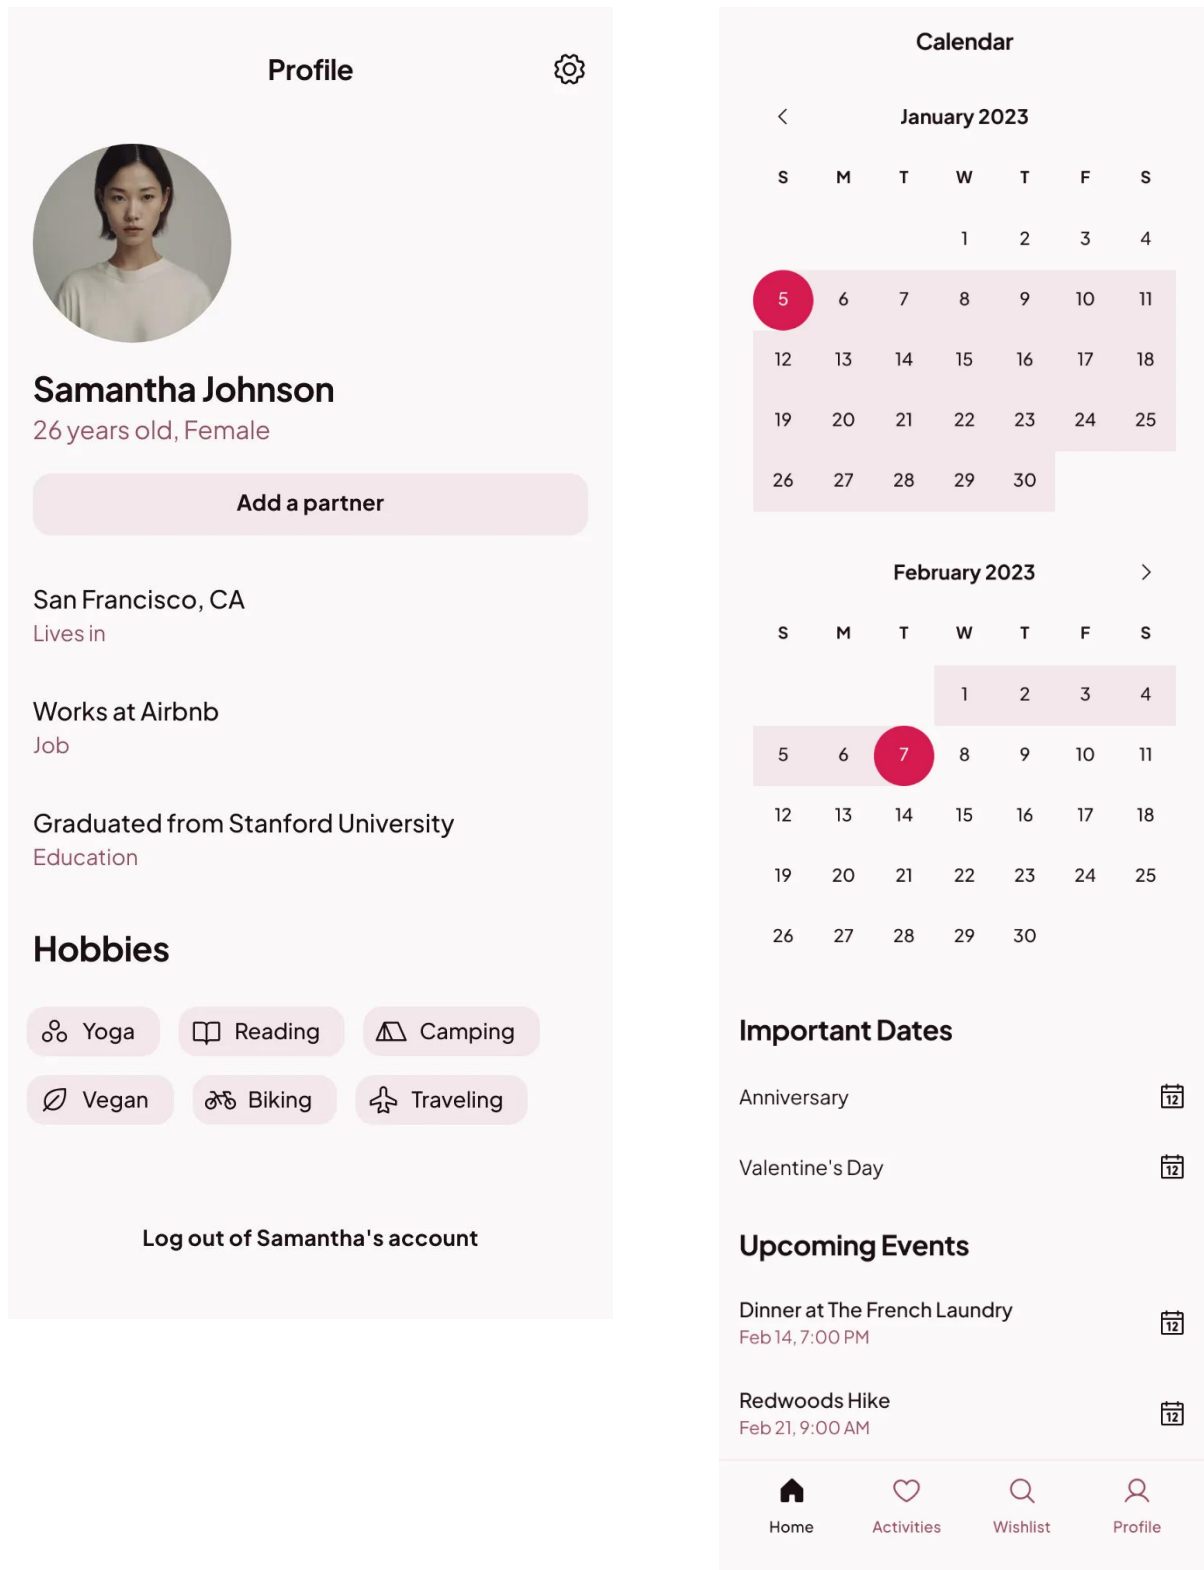 Profile
Samantha Johnson
26 years old, Female
Add a partner
San Francisco, CA
Lives in
Works at Airbnb
Job
Graduated from Stanford University
Education
Hobbies
Yoga Reading Camping
Vegan Biking Traveling
Log out of Samantha's account
Calendar
January 2023
S M T W T F S
1 2 3 4
5 6 7 8 9 10 11
12 13 14 15 16 17 18
19 20 21 22 23 24 25
26 27 28 29 30
February 2023
S M T W T F S
1 2 3 4
5 6 7 8 9 10 11
12 13 14 15 16 17 18
19 20 21 22 23 24 25
26 27 28 29 30
Important Dates
Anniversary
12
Valentine's Day
12
Upcoming Events
Dinner at The French Laundry
Feb 14, 7:00 PM
12
Redwoods Hike
Feb 21, 9:00 AM
12
Home Activities Wishlist Profile